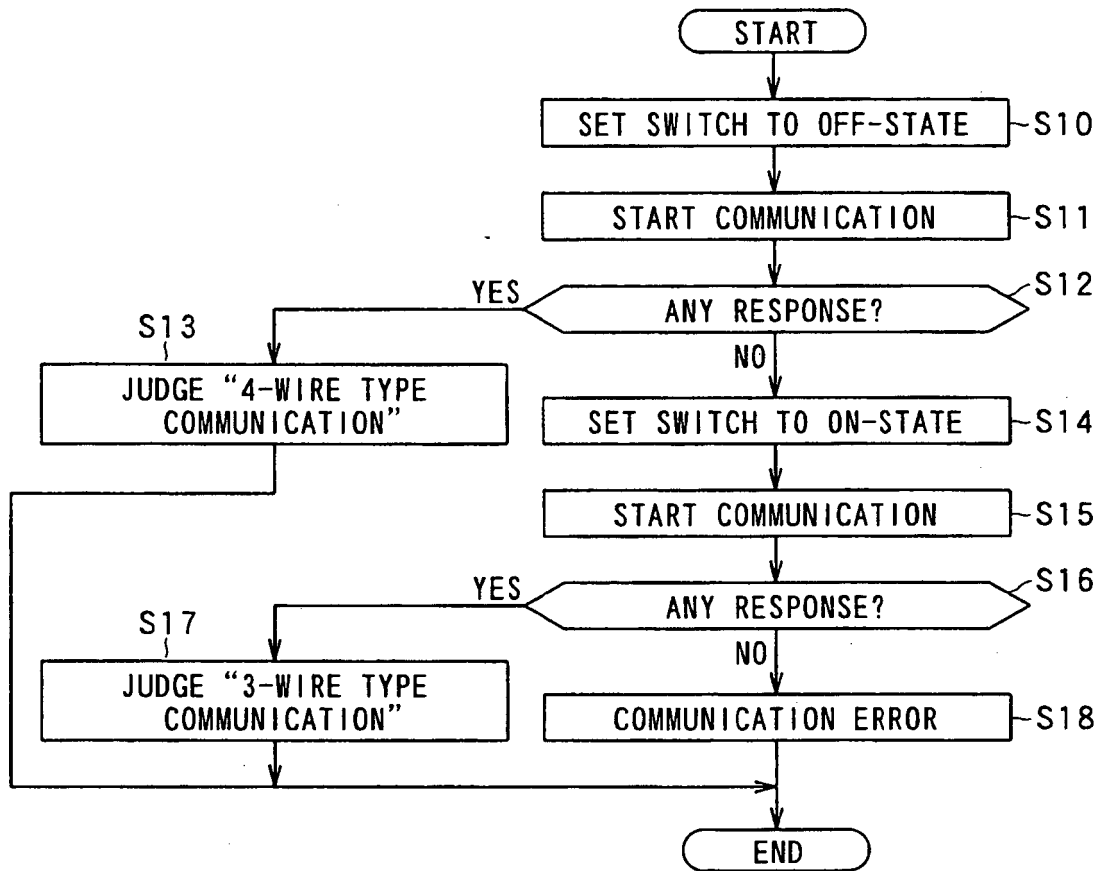 START
SET SWITCH TO OFF-STATE
S10
START COMMUNICATION
S11
ANY RESPONSE?
S12
YES
NO
S13
JUDGE “4-WIRE TYPE
COMMUNICATION”
SET SWITCH TO ON-STATE
S14
START COMMUNICATION
S15
ANY RESPONSE?
S16
YES
NO
S17
JUDGE “3-WIRE TYPE
COMMUNICATION”
COMMUNICATION ERROR
S18
END